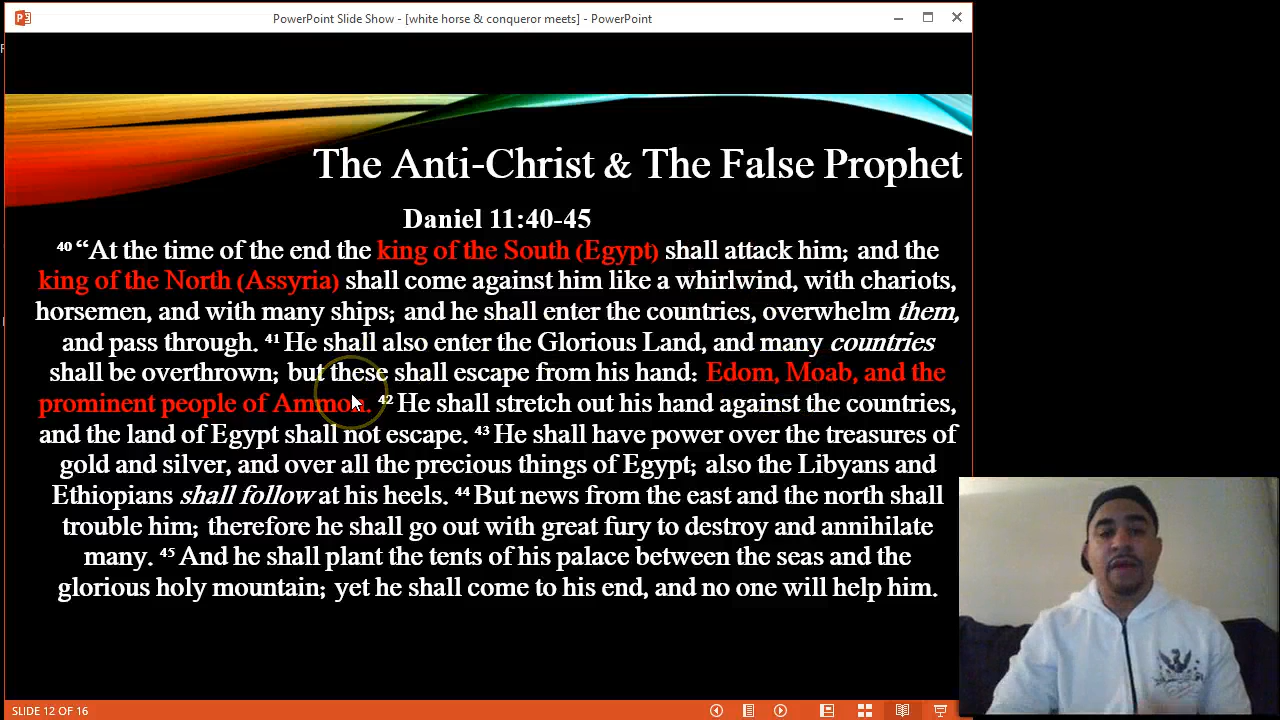 PowerPoint Slide Show - [white horse & conqueror meets] - PowerPoint
The Anti-Christ & The False Prophet
Daniel 11:40-45
⁴⁰ “At the time of the end the king of the South (Egypt) shall attack him; and the
king of the North (Assyria) shall come against him like a whirlwind, with chariots,
horsemen, and with many ships; and he shall enter the countries, overwhelm them,
and pass through. ⁴¹ He shall also enter the Glorious Land, and many countries
shall be overthrown; but these shall escape from his hand: Edom, Moab, and the
prominent people of Ammon. ⁴² He shall stretch out his hand against the countries,
and the land of Egypt shall not escape. ⁴³ He shall have power over the treasures of
gold and silver, and over all the precious things of Egypt; also the Libyans and
Ethiopians shall follow at his heels. ⁴⁴ But news from the east and the north shall
trouble him; therefore he shall go out with great fury to destroy and annihilate
many. ⁴⁵ And he shall plant the tents of his palace between the seas and the
glorious holy mountain; yet he shall come to his end, and no one will help him.
SLIDE 12 OF 16